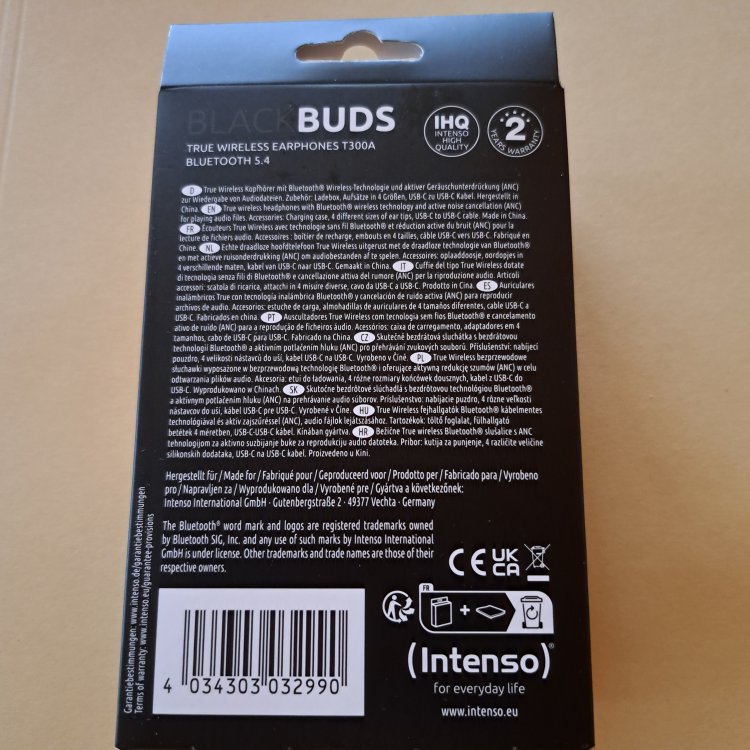 BLACKBUDS
TRUE WIRELESS EARPHONES T300A
BLUETOOTH 5.4
IHQ
INTENSO
HIGH
QUALITY
2
YEARS WARRANTY
D True Wireless Kopfhörer mit Bluetooth® Wireless-Technologie und aktiver Geräuschunterdrückung (ANC)
zur Wiedergabe von Audiodateien. Zubehör: Ladebox, Aufsätze in 4 Größen, USB-C zu USB-C Kabel. Hergestellt in
China. EN True wireless headphones with Bluetooth® wireless technology and active noise cancellation (ANC)
for playing audio files. Accessories: Charging case, 4 different sizes of ear tips, USB-C to USB-C cable. Made in China.
FR Écouteurs True Wireless avec technologie sans fil Bluetooth® et réduction active du bruit (ANC) pour la
lecture de fichiers audio. Accessoires : boîtier de recharge, embouts en 4 tailles, câble USB-C vers USB-C. Fabriqué en
Chine NL Echte draadloze hoofdtelefoon True Wireless uitgerust met de draadloze technologie van Bluetooth®
en met actieve ruisonderdrukking (ANC) om audiobestanden af te spelen. Accessoires: oplaaddoosje, oordopjes in
4 verschillende maten, kabel van USB-C naar USB-C. Gemaakt in China. IT Cuffie del tipo True Wireless dotate
di tecnologia senza fili di Bluetooth® e cancellazione attiva del rumore (ANC) per la riproduzione audio. Articoli
accessori: scatola di ricarica, attacchi in 4 misure diverse, cavo da USB-C a USB-C. Prodotto in Cina. ES Auriculares
inalámbricos True con tecnología inalámbrica Bluetooth® y cancelación de ruido activa (ANC) para reproducir
archivos de audio. Accesorios: estuche de carga, almohadillas de auriculares de 4 tamaños diferentes, cable USB-C a
USB-C. Fabricados en china. PT Auscultadores True Wireless com tecnologia sem fios Bluetooth® e cancelamento
ativo de ruído (ANC) para a reprodução de ficheiros áudio. Acessórios: caixa de carregamento, adaptadores em 4
tamanhos, cabo de USB-C para USB-C. Fabricado na China. CZ Skutečné bezdrátová sluchátka s bezdrátovou
technologií Bluetooth® a aktivním potlačením hluku (ANC) pro přehrávání zvukových souborů. Příslušenství: nabíjecí
pouzdro, 4 velikosti nástavců do uší, kabel USB-C na USB-C. Vyrobeno v Číně. PL True Wireless bezprzewodowe
słuchawki wyposażone w bezprzewodową technologię Bluetooth® i oferujące aktywną redukcję szumów (ANC) w celu
odtwarzania plików audio. Akcesoria: etui do ładowania, 4 różne rozmiary końcówek dousznych, kabel z USB-C do
USB-C. Wyprodukowano w Chinach. SK Skutočne bezdrôtové slúchadlá s bezdrôtovou technológiou Bluetooth®
a aktívnym potlačením hluku (ANC) na prehrávanie audio súborov. Príslušenstvo: nabíjacie puzdro, 4 rôzne veľkosti
nástavcov do uší, kábel USB-C pre USB-C. Vyrobené v Číne. HU True Wireless fejhallgatók Bluetooth® kábelmentes
technológiával és aktív zajszűréssel (ANC), audio fájlok lejátszásához. Tartozékok: töltő foglalat, fülhallgató
betétek 4 méretben, USB-C-USB-C kábel. Kínában gyártva. HR Bežične True wireless Bluetooth® slušalice s ANC
tehnologijom za aktivno suzbijanje buke za reprodukciju audio datoteka. Pribor: kutija za punjenje, 4 različite veličine
silikonskih dodataka, USB-C na USB-C kabel. Proizvedeno u Kini.
Hergestellt für / Made for / Fabriqué pour / Geproduceerd voor / Prodotto per / Fabricado para / Vyrobeno
pro / Napravljen za / Wyprodukowano dla / Vyrobené pre / Gyártva a következőnek:
Intenso International GmbH · Gutenbergstraße 2 · 49377 Vechta · Germany
The Bluetooth® word mark and logos are registered trademarks owned
by Bluetooth SIG, Inc. and any use of such marks by Intenso International
GmbH is under license. Other trademarks and trade names are those of their
respective owners.
CE UK
CA
FR
+
Garantiebestimmungen: www.intenso.de/garantiebestimmungen
Terms of warranty: www.intenso.eu/guarantee-provisions
4 034303 032990
(Intenso)®
for everyday life
www.intenso.eu